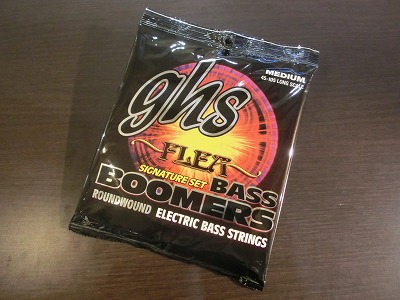 MEDIUM
45-105 LONG SCALE
ghs
FLEA
SIGNATURE SET
BASS
BOOMERS
ROUNDWOUND ELECTRIC BASS STRINGS